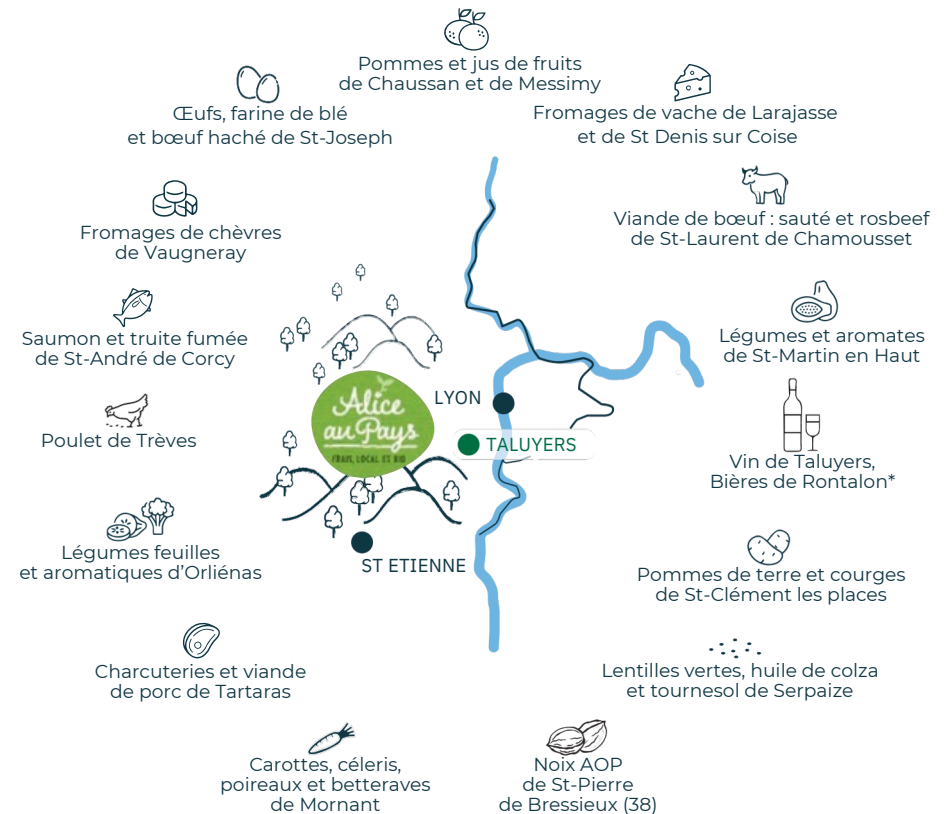 Pommes et jus de fruits
de Chaussan et de Messimy
Œufs, farine de blé
et bœuf haché de St-Joseph
Fromages de vache de Larajasse
et de St Denis sur Coise
Fromages de chèvres
de Vaugneray
Viande de bœuf : sauté et rosbeef
de St-Laurent de Chamousset
Saumon et truite fumée
de St-André de Corcy
Légumes et aromates
de St-Martin en Haut
Alice
au Pays
FRAIS, LOCAL ET BIO
LYON
TALUYERS
Poulet de Trèves
Vin de Taluyers,
Bières de Rontalon*
Légumes feuilles
et aromatiques d’Orliénas
ST ETIENNE
Pommes de terre et courges
de St-Clément les places
Charcuteries et viande
de porc de Tartaras
Lentilles vertes, huile de colza
et tournesol de Serpaize
Carottes, céleris,
poireaux et betteraves
de Mornant
Noix AOP
de St-Pierre
de Bressieux (38)